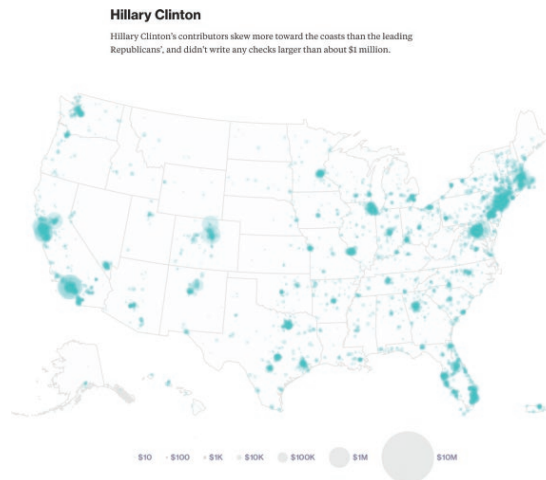 Hillary Clinton
Hillary Clinton's contributors skew more toward the coasts than the leading
Republicans', and didn't write any checks larger than about $1 million.
$10 $100 $1K $10K $100K $1M $10M